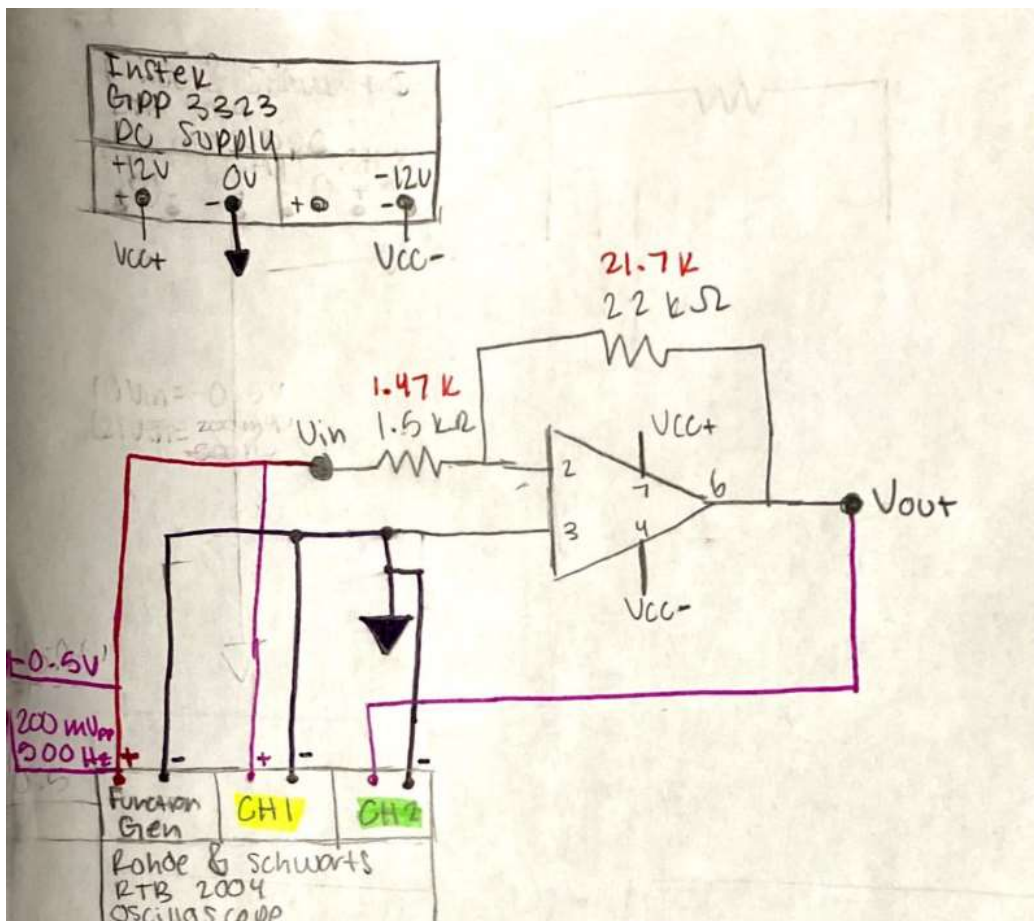 Instek
GPP 3323
DC Supply
+12V 0V -12V
+ - + -
VCC+ VCC-
21.7 K
22 kΩ
1.47 K
1.5 kΩ
Vin
VCC+
2
7
6
3
4
Vout
VCC-
-0.5V
200 mVpp
500 Hz
+ - + - -
Function
Gen
CH1
CH2
Rohde & Schwarts
RTB 2004
Oscilloscope